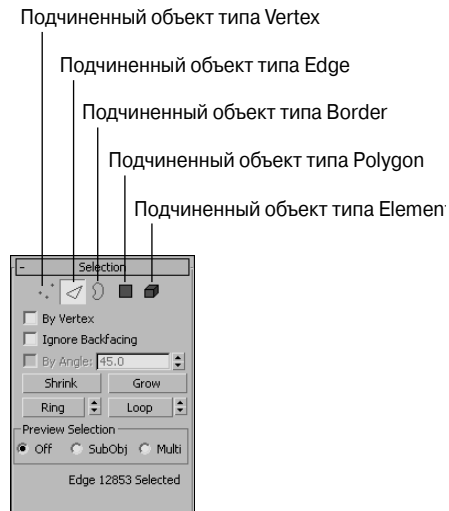 Подчиненный объект типа Vertex
Подчиненный объект типа Edge
Подчиненный объект типа Border
Подчиненный объект типа Polygon
Подчиненный объект типа Elemen
- Selection
By Vertex
Ignore Backfacing
By Angle: 45.0
Shrink Grow
Ring Loop
Preview Selection
Off SubObj Multi
Edge 12853 Selected